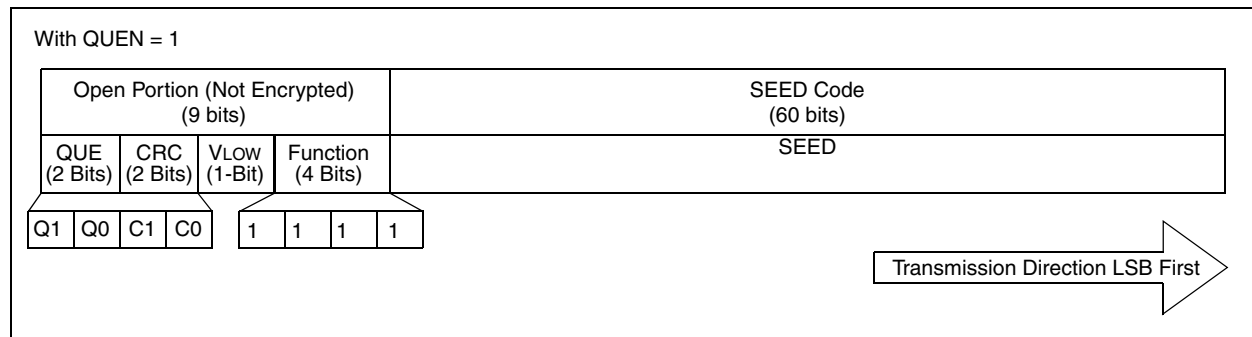 With QUEN = 1
Open Portion (Not Encrypted)
(9 bits)
SEED Code
(60 bits)
QUE
(2 Bits)
CRC
(2 Bits)
VLOW
(1-Bit)
Function
(4 Bits)
SEED
Q1 Q0 C1 C0
1 1 1 1
Transmission Direction LSB First